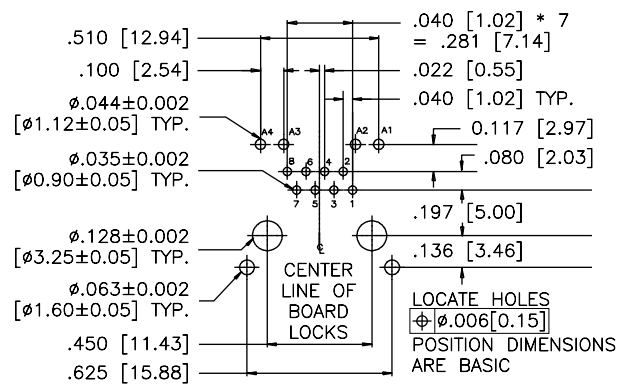 .510 [12.94]
.040 [1.02] * 7
= .281 [7.14]
.100 [2.54]
.022 [0.55]
.040 [1.02] TYP.
ø.044±0.002
[ø1.12±0.05] TYP.
A4 A3 A2 A1
0.117 [2.97]
8 6 4 2
.080 [2.03]
ø.035±0.002
[ø0.90±0.05] TYP.
7 5 3 1
.197 [5.00]
ø.128±0.002
[ø3.25±0.05] TYP.
.136 [3.46]
℄
CENTER
LINE OF
BOARD
LOCKS
ø.063±0.002
[ø1.60±0.05] TYP.
LOCATE HOLES
⌖ ø.006[0.15]
POSITION DIMENSIONS
ARE BASIC
.450 [11.43]
.625 [15.88]